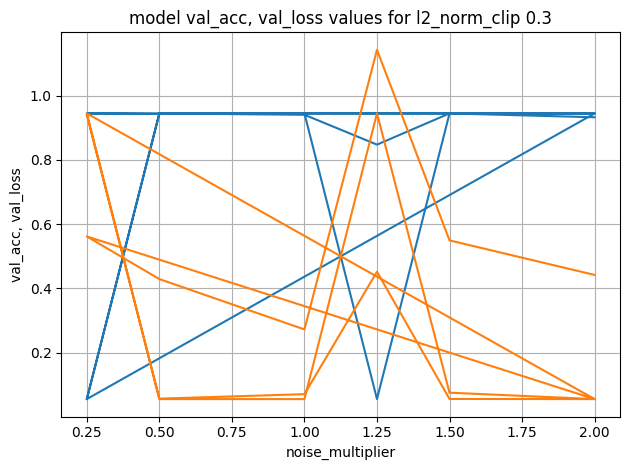 model val_acc, val_loss values for l2_norm_clip 0.3
val_acc, val_loss
1.0
0.8
0.6
0.4
0.2
0.25 0.50 0.75 1.00 1.25 1.50 1.75 2.00
noise_multiplier